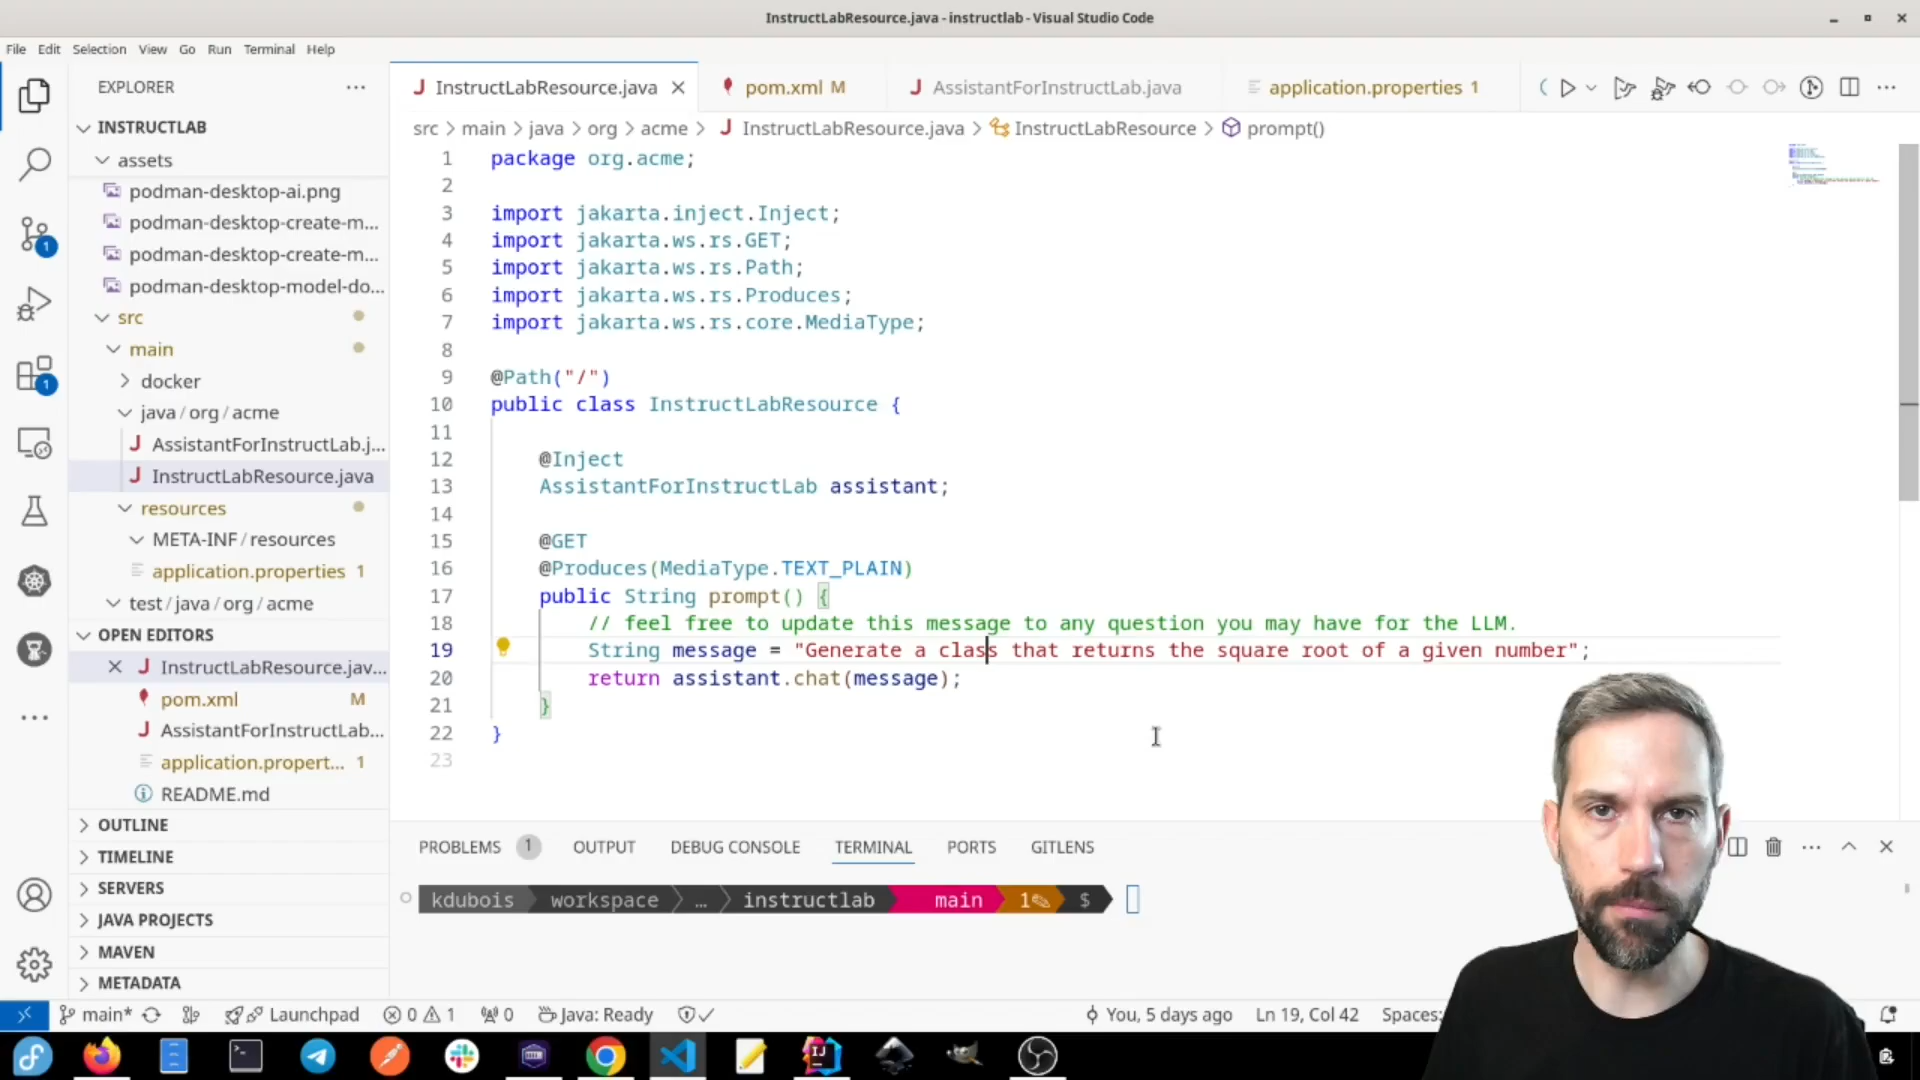 InstructLabResource.java - instructlab - Visual Studio Code
File Edit Selection View Go Run Terminal Help
EXPLORER
INSTRUCTLAB
assets
podman-desktop-ai.png
podman-desktop-create-m...
podman-desktop-create-m...
podman-desktop-model-do...
src
main
docker
java / org / acme
AssistantForInstructLab.j...
InstructLabResource.java
resources
META-INF / resources
application.properties 1
test / java / org / acme
OPEN EDITORS
InstructLabResource.jav...
pom.xml M
AssistantForInstructLab...
application.propert... 1
README.md
OUTLINE
TIMELINE
SERVERS
JAVA PROJECTS
MAVEN
METADATA
1
1
InstructLabResource.java pom.xml M AssistantForInstructLab.java application.properties 1
src > main > java > org > acme > InstructLabResource.java > InstructLabResource > prompt()
1 package org.acme;
2
3 import jakarta.inject.Inject;
4 import jakarta.ws.rs.GET;
5 import jakarta.ws.rs.Path;
6 import jakarta.ws.rs.Produces;
7 import jakarta.ws.rs.core.MediaType;
8
9 @Path("/")
10 public class InstructLabResource {
11
12 @Inject
13 AssistantForInstructLab assistant;
14
15 @GET
16 @Produces(MediaType.TEXT_PLAIN)
17 public String prompt() {
18 // feel free to update this message to any question you may have for the LLM.
19 String message = "Generate a class that returns the square root of a given number";
20 return assistant.chat(message);
21 }
22 }
23
PROBLEMS 1 OUTPUT DEBUG CONSOLE TERMINAL PORTS GITLENS
kdubois workspace … instructlab main 1✎ $
main* Launchpad 0 1 0 Java: Ready You, 5 days ago Ln 19, Col 42 Spaces:
IJ